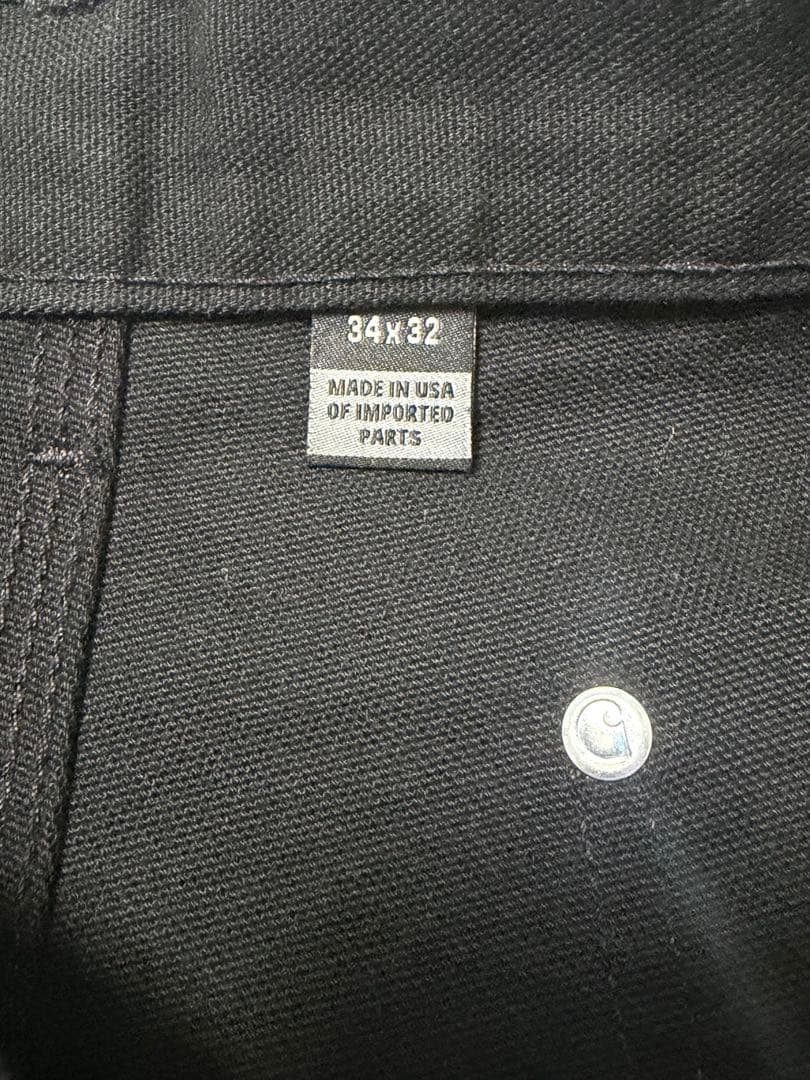 34x32
MADE IN USA
OF IMPORTED
PARTS